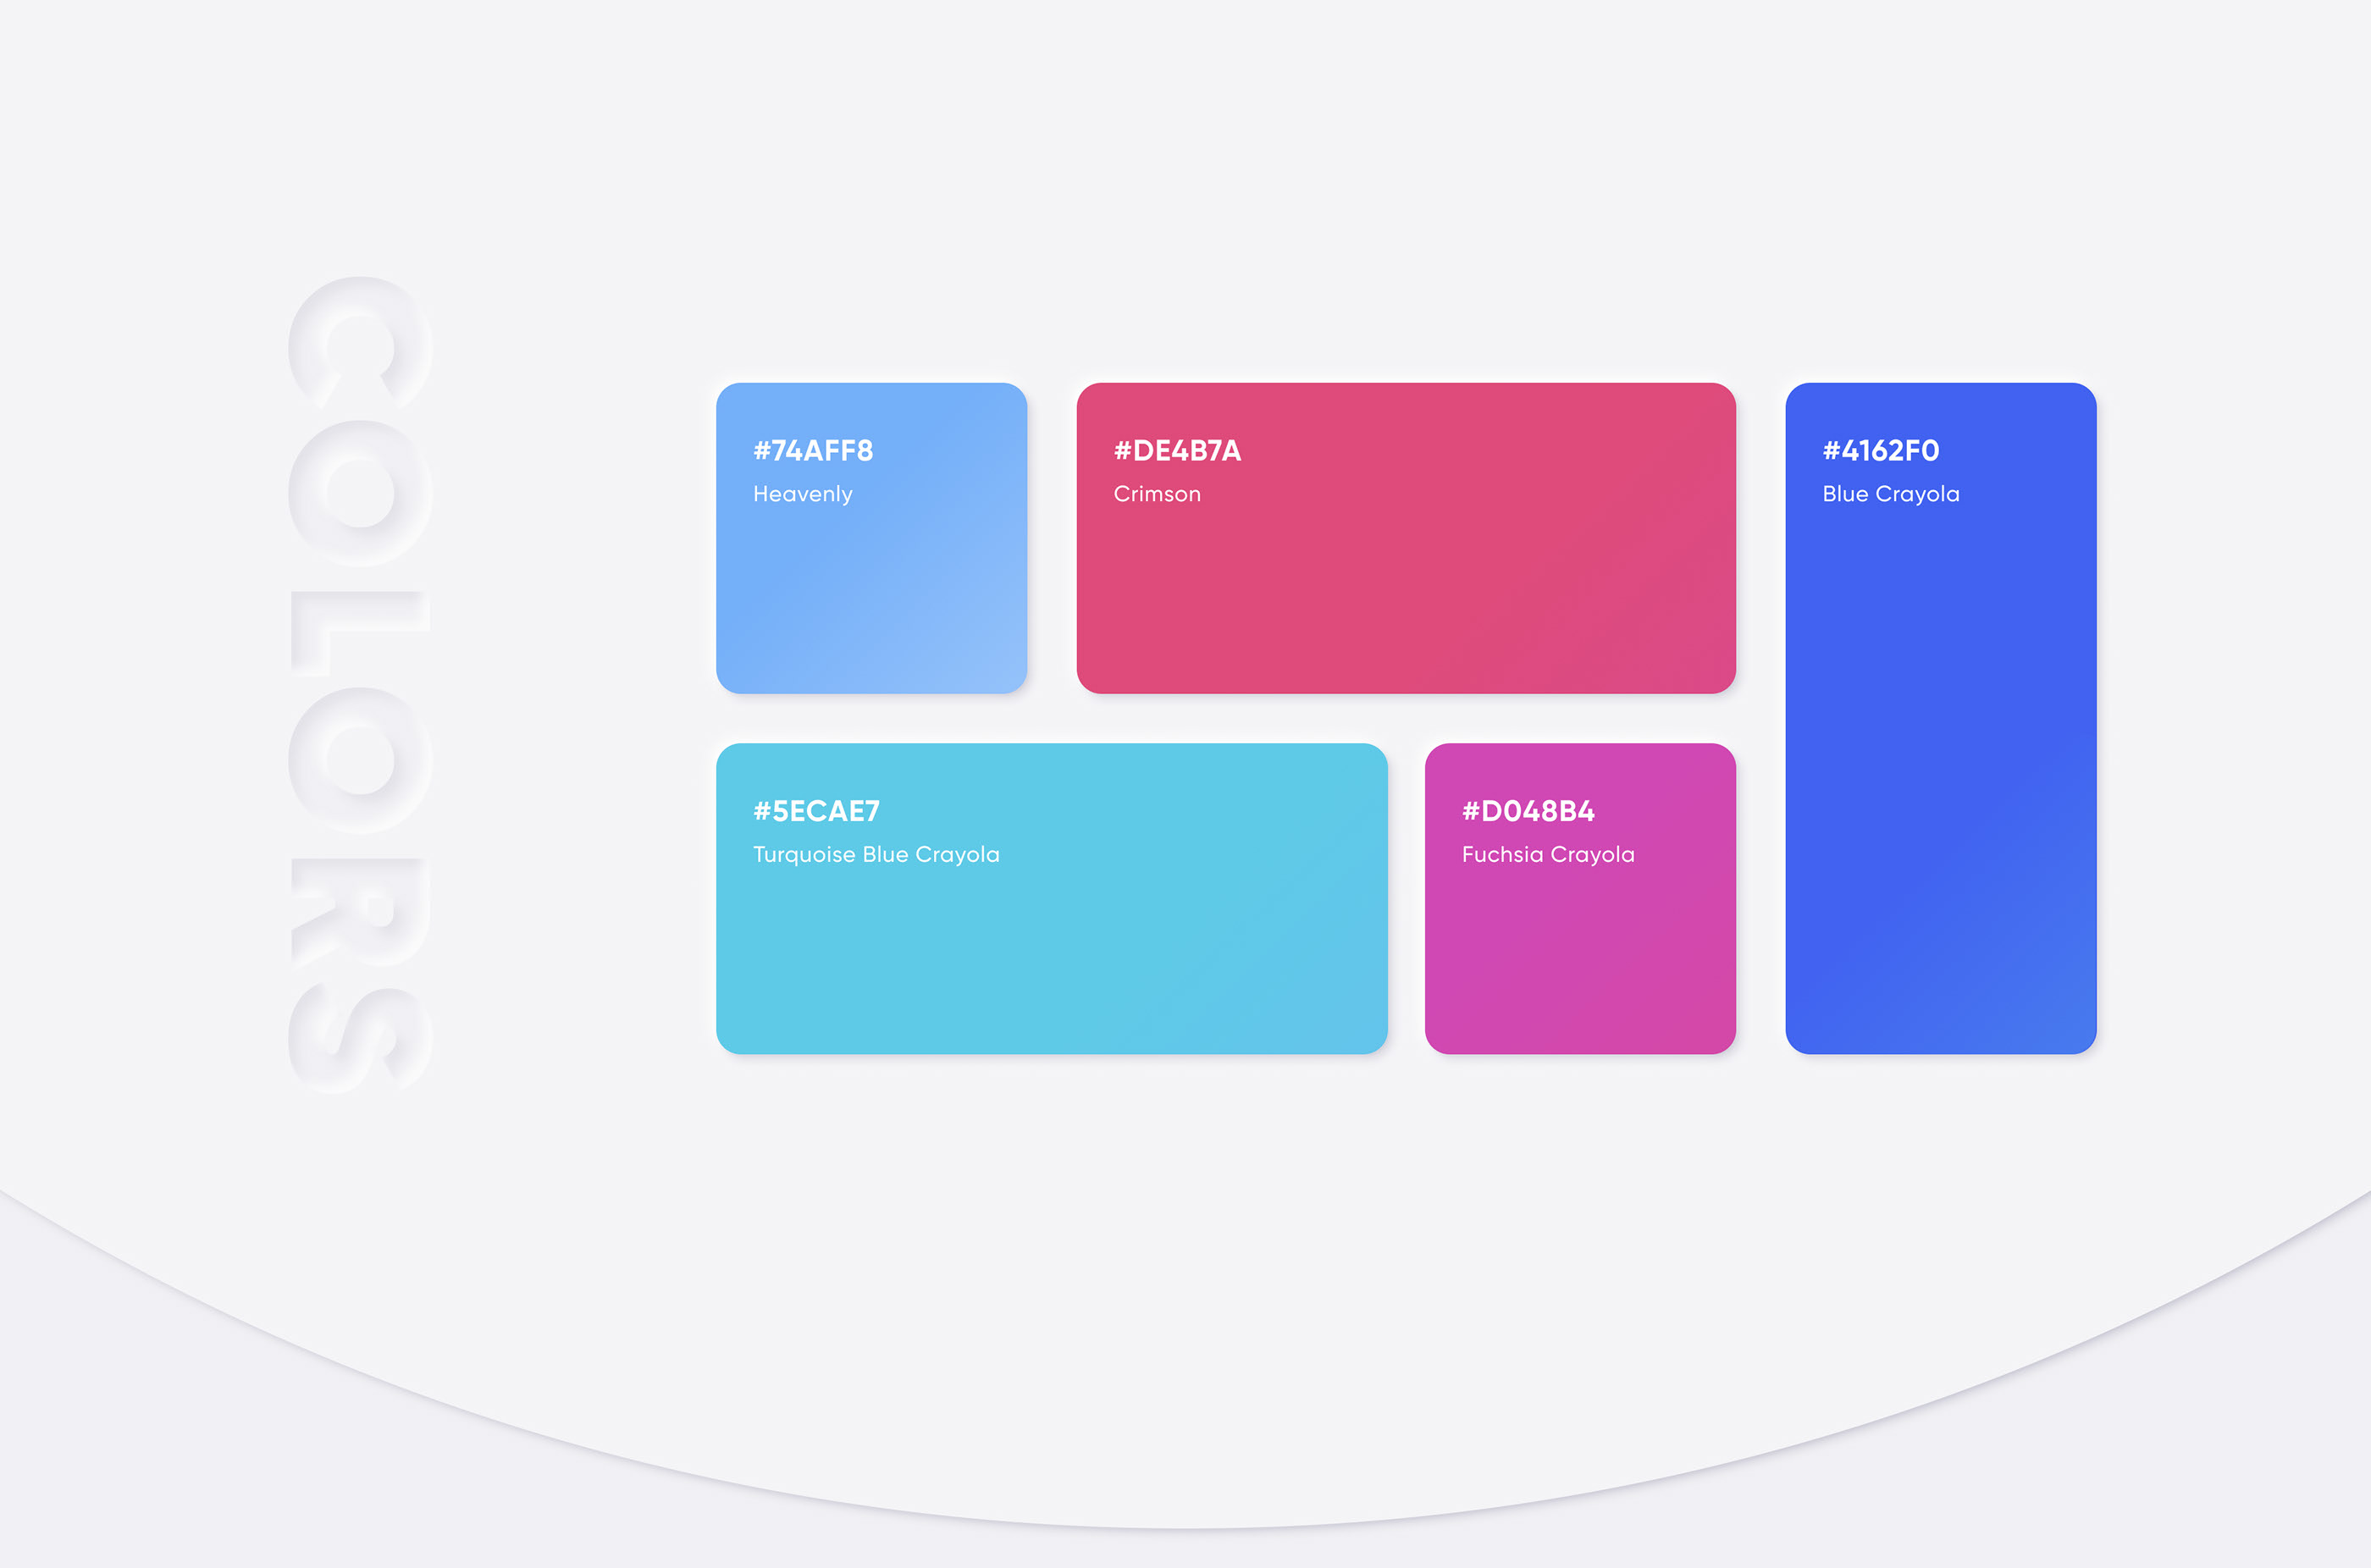 COLORS
#74AFF8
Heavenly
#DE4B7A
Crimson
#4162F0
Blue Crayola
#5ECAE7
Turquoise Blue Crayola
#D048B4
Fuchsia Crayola